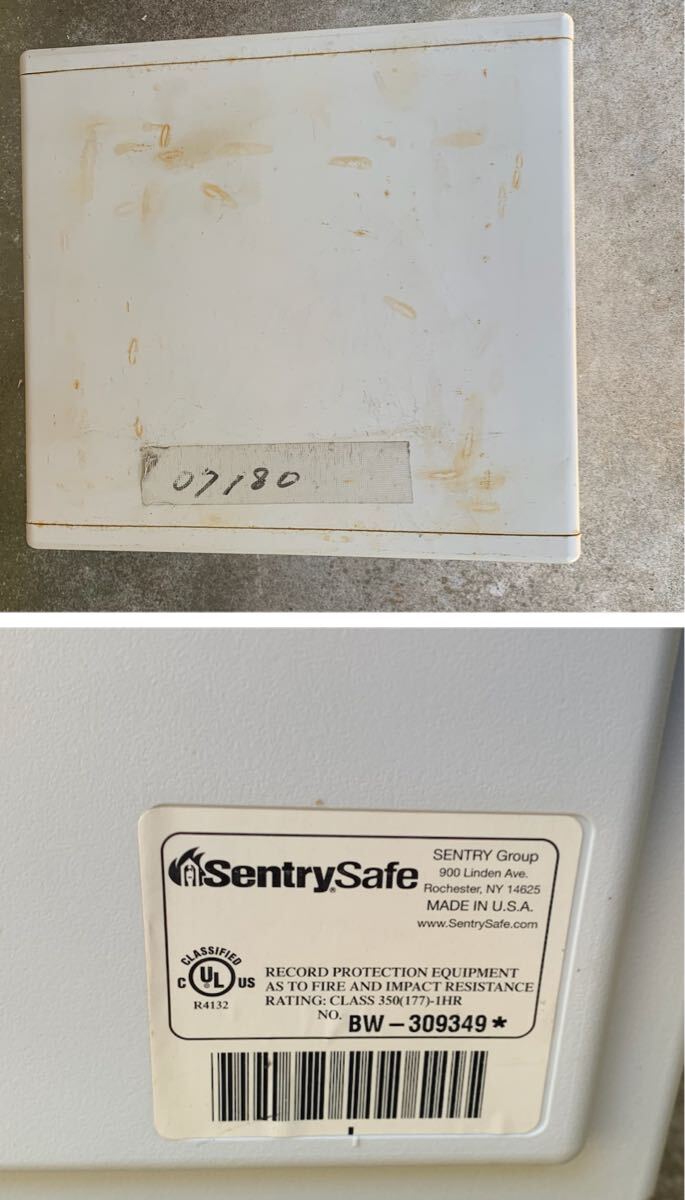 07180
SentrySafe®
SENTRY Group
900 Linden Ave.
Rochester, NY 14625
MADE IN U.S.A.
www.SentrySafe.com
CLASSIFIED
C UL® US
R4132
RECORD PROTECTION EQUIPMENT
AS TO FIRE AND IMPACT RESISTANCE
RATING: CLASS 350(177)-1HR
NO. BW-309349*